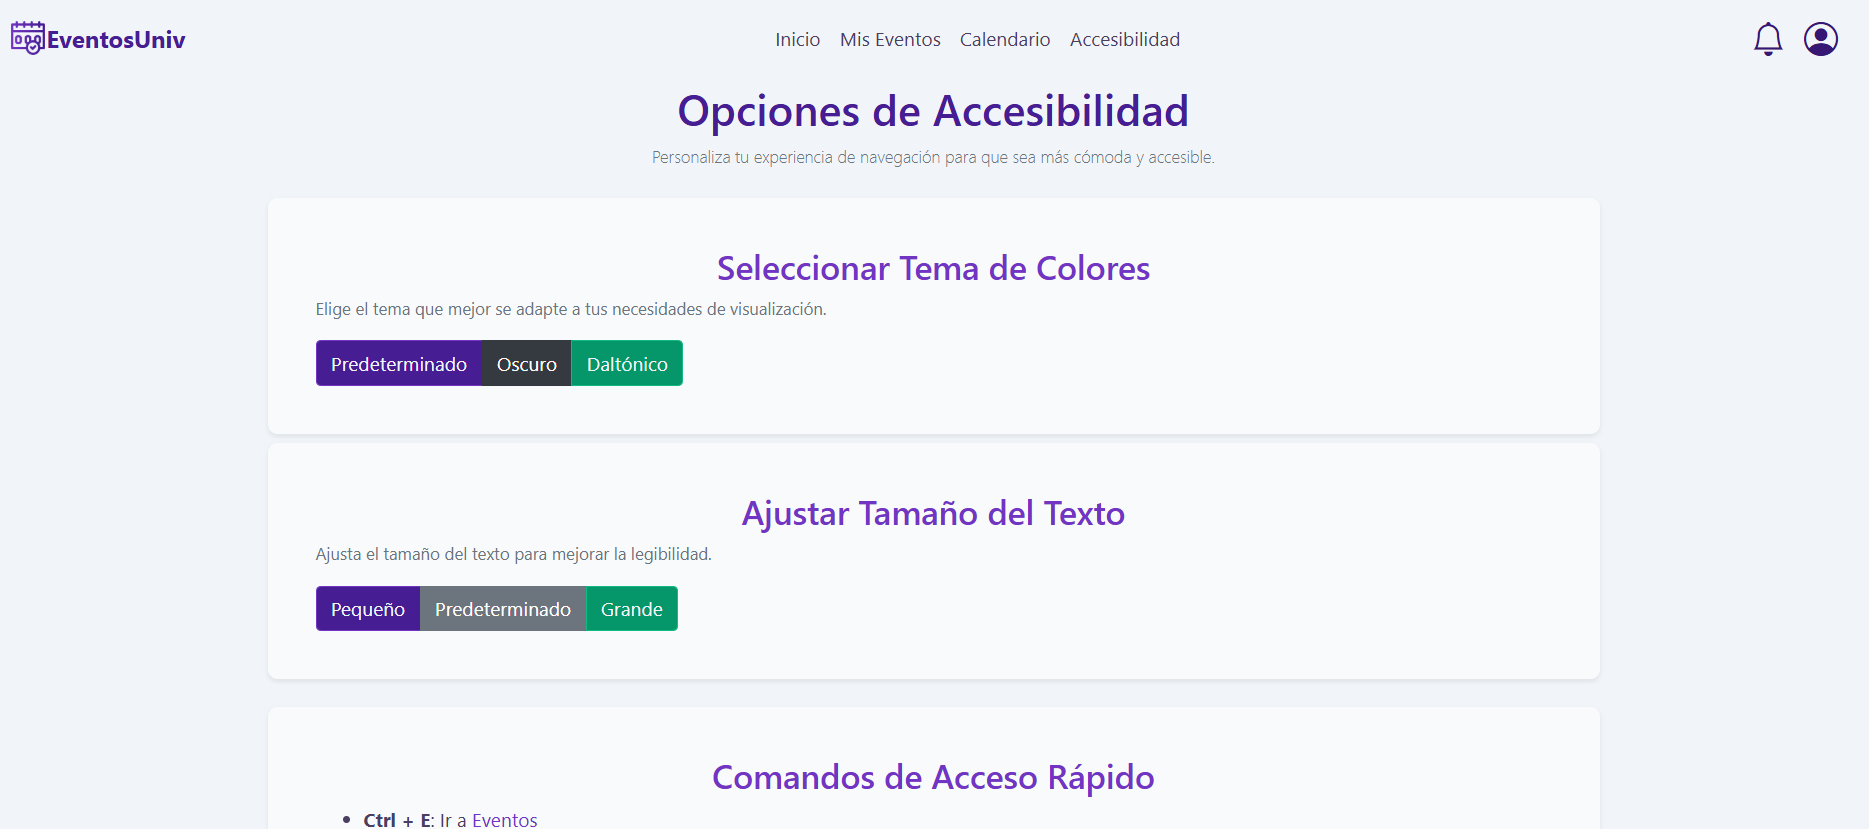 EventosUniv
Inicio Mis Eventos Calendario Accesibilidad
Opciones de Accesibilidad
Personaliza tu experiencia de navegación para que sea más cómoda y accesible.
Seleccionar Tema de Colores
Elige el tema que mejor se adapte a tus necesidades de visualización.
Predeterminado Oscuro Daltónico
Ajustar Tamaño del Texto
Ajusta el tamaño del texto para mejorar la legibilidad.
Pequeño Predeterminado Grande
Comandos de Acceso Rápido
• Ctrl + E: Ir a Eventos